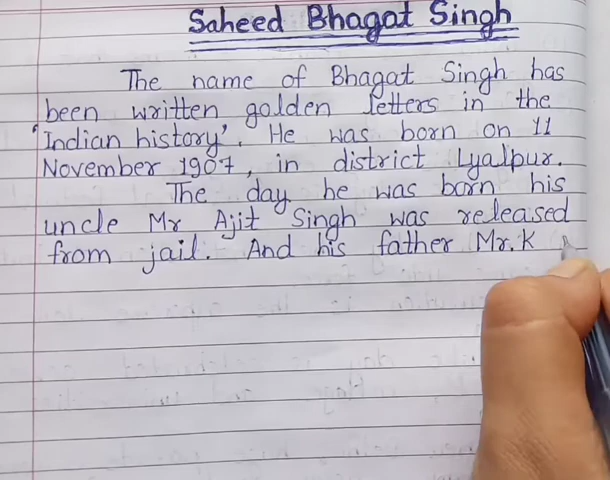 Saheed Bhagat Singh
The name of Bhagat Singh has
been written golden letters in the
'Indian history'. He was born on 11
November 1907, in district Lyalpur.
The day he was born his
uncle Mr Ajit Singh was released
from jail. And his father Mr.K